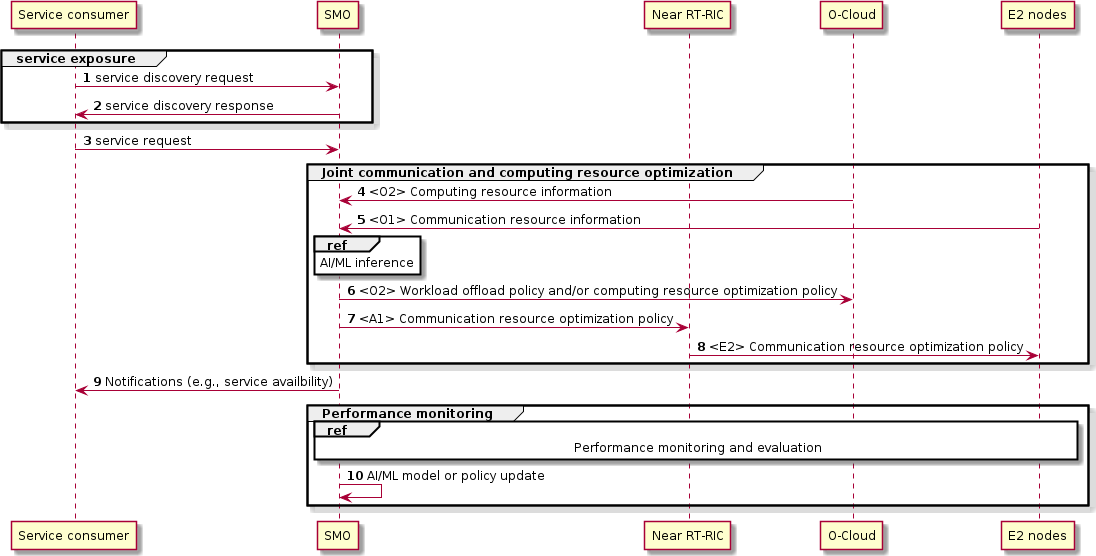 Service consumer SMO Near RT-RIC O-Cloud E2 nodes
service exposure
1 service discovery request
2 service discovery response
3 service request
Joint communication and computing resource optimization
4 <O2> Computing resource information
5 <O1> Communication resource information
ref
AI/ML inference
6 <O2> Workload offload policy and/or computing resource optimization policy
7 <A1> Communication resource optimization policy
8 <E2> Communication resource optimization policy
9 Notifications (e.g., service availbility)
Performance monitoring
ref
Performance monitoring and evaluation
10 AI/ML model or policy update
Service consumer SMO Near RT-RIC O-Cloud E2 nodes